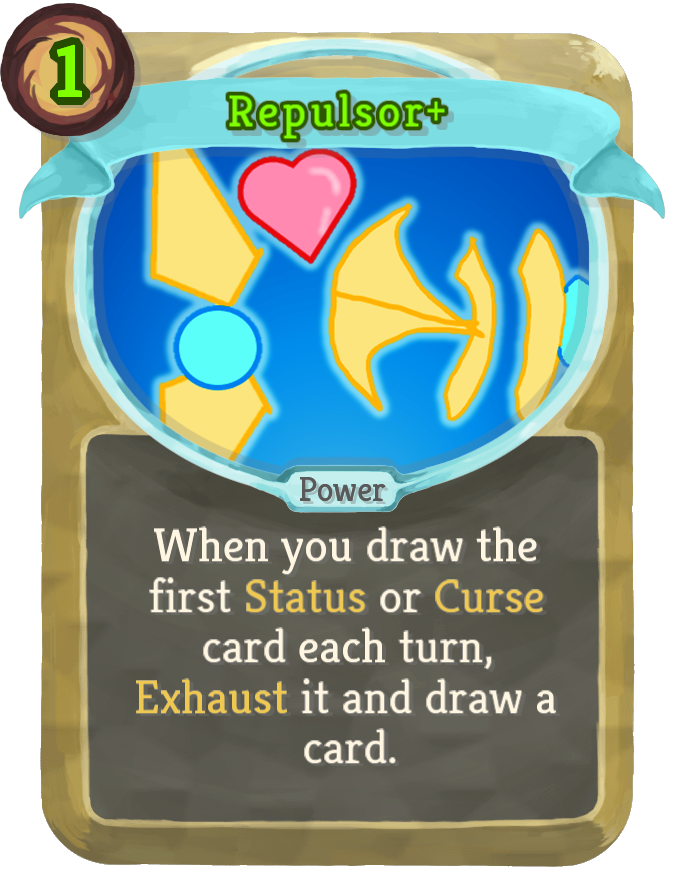 1
Repulsor+
Power
When you draw the
first Status or Curse
card each turn,
Exhaust it and draw a
card.